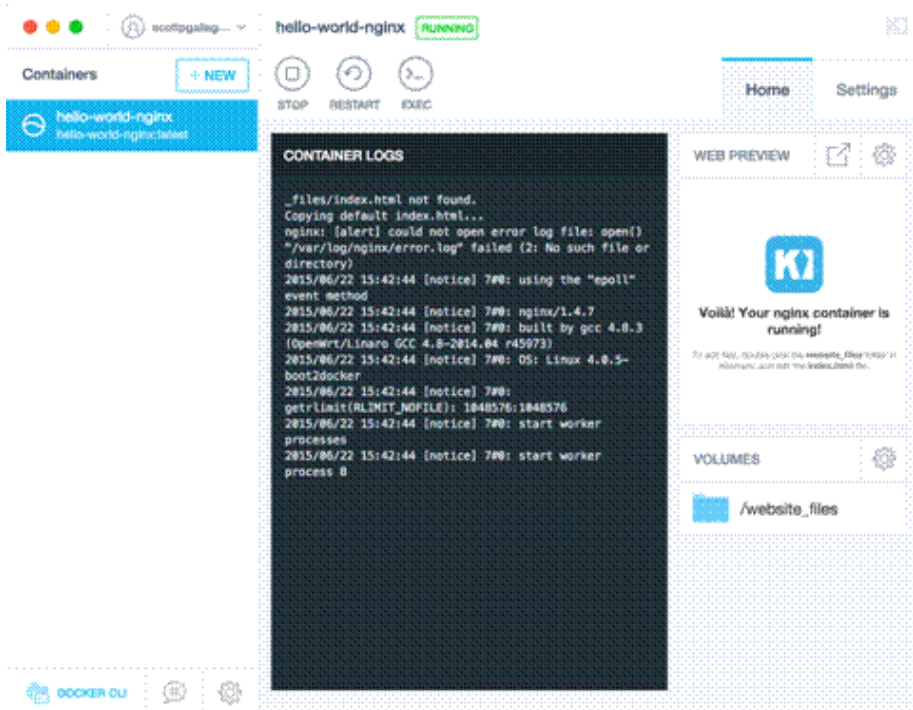 hello-world-nginx RUNNING
Containers
+ NEW
STOP RESTART EXEC
Home Settings
hello-world-nginx
hello-world-nginx:latest
CONTAINER LOGS
_files/index.html not found.
Copying default index.html...
nginx: [alert] could not open error log file: open()
"/var/log/nginx/error.log" failed (2: No such file or
directory)
2015/06/22 15:42:44 [notice] 7#0: using the "epoll"
event method
2015/06/22 15:42:44 [notice] 7#0: nginx/1.4.7
2015/06/22 15:42:44 [notice] 7#0: built by gcc 4.8.3
(OpenWrt/Linaro GCC 4.8-2014.04 r45973)
2015/06/22 15:42:44 [notice] 7#0: OS: Linux 4.0.5-
boot2docker
2015/06/22 15:42:44 [notice] 7#0:
getrlimit(RLIMIT_NOFILE): 1048576:1048576
2015/06/22 15:42:44 [notice] 7#0: start worker
processes
2015/06/22 15:42:44 [notice] 7#0: start worker
process 8
WEB PREVIEW
Voilà! Your nginx container is
running!
VOLUMES
/website_files
DOCKER CLI